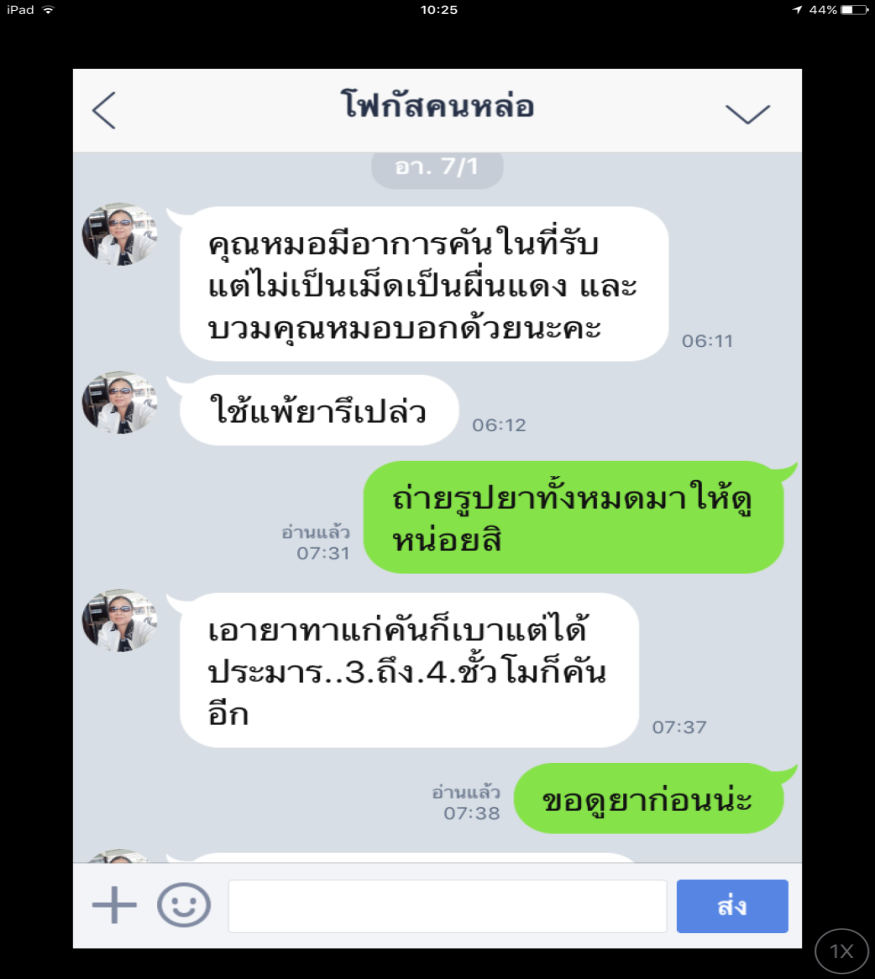 iPad 10:25 44%
โฟกัสคนหล่อ
อา. 7/1
คุณหมอมีอาการคันในที่รับ
แต่ไม่เป็นเม็ดเป็นผื่นแดง และ
บวมคุณหมอบอกด้วยนะคะ
06:11
ใช้แพ้ยารึเปล่ว
06:12
ถ่ายรูปยาทั้งหมดมาให้ดู
หน่อยสิ
อ่านแล้ว
07:31
เอายาทาแก่คันก็เบาแต่ได้
ประมาร..3.ถึง.4.ชั้วโมก็คัน
อีก
07:37
ขอดูยาก่อนน่ะ
อ่านแล้ว
07:38
ส่ง
1X